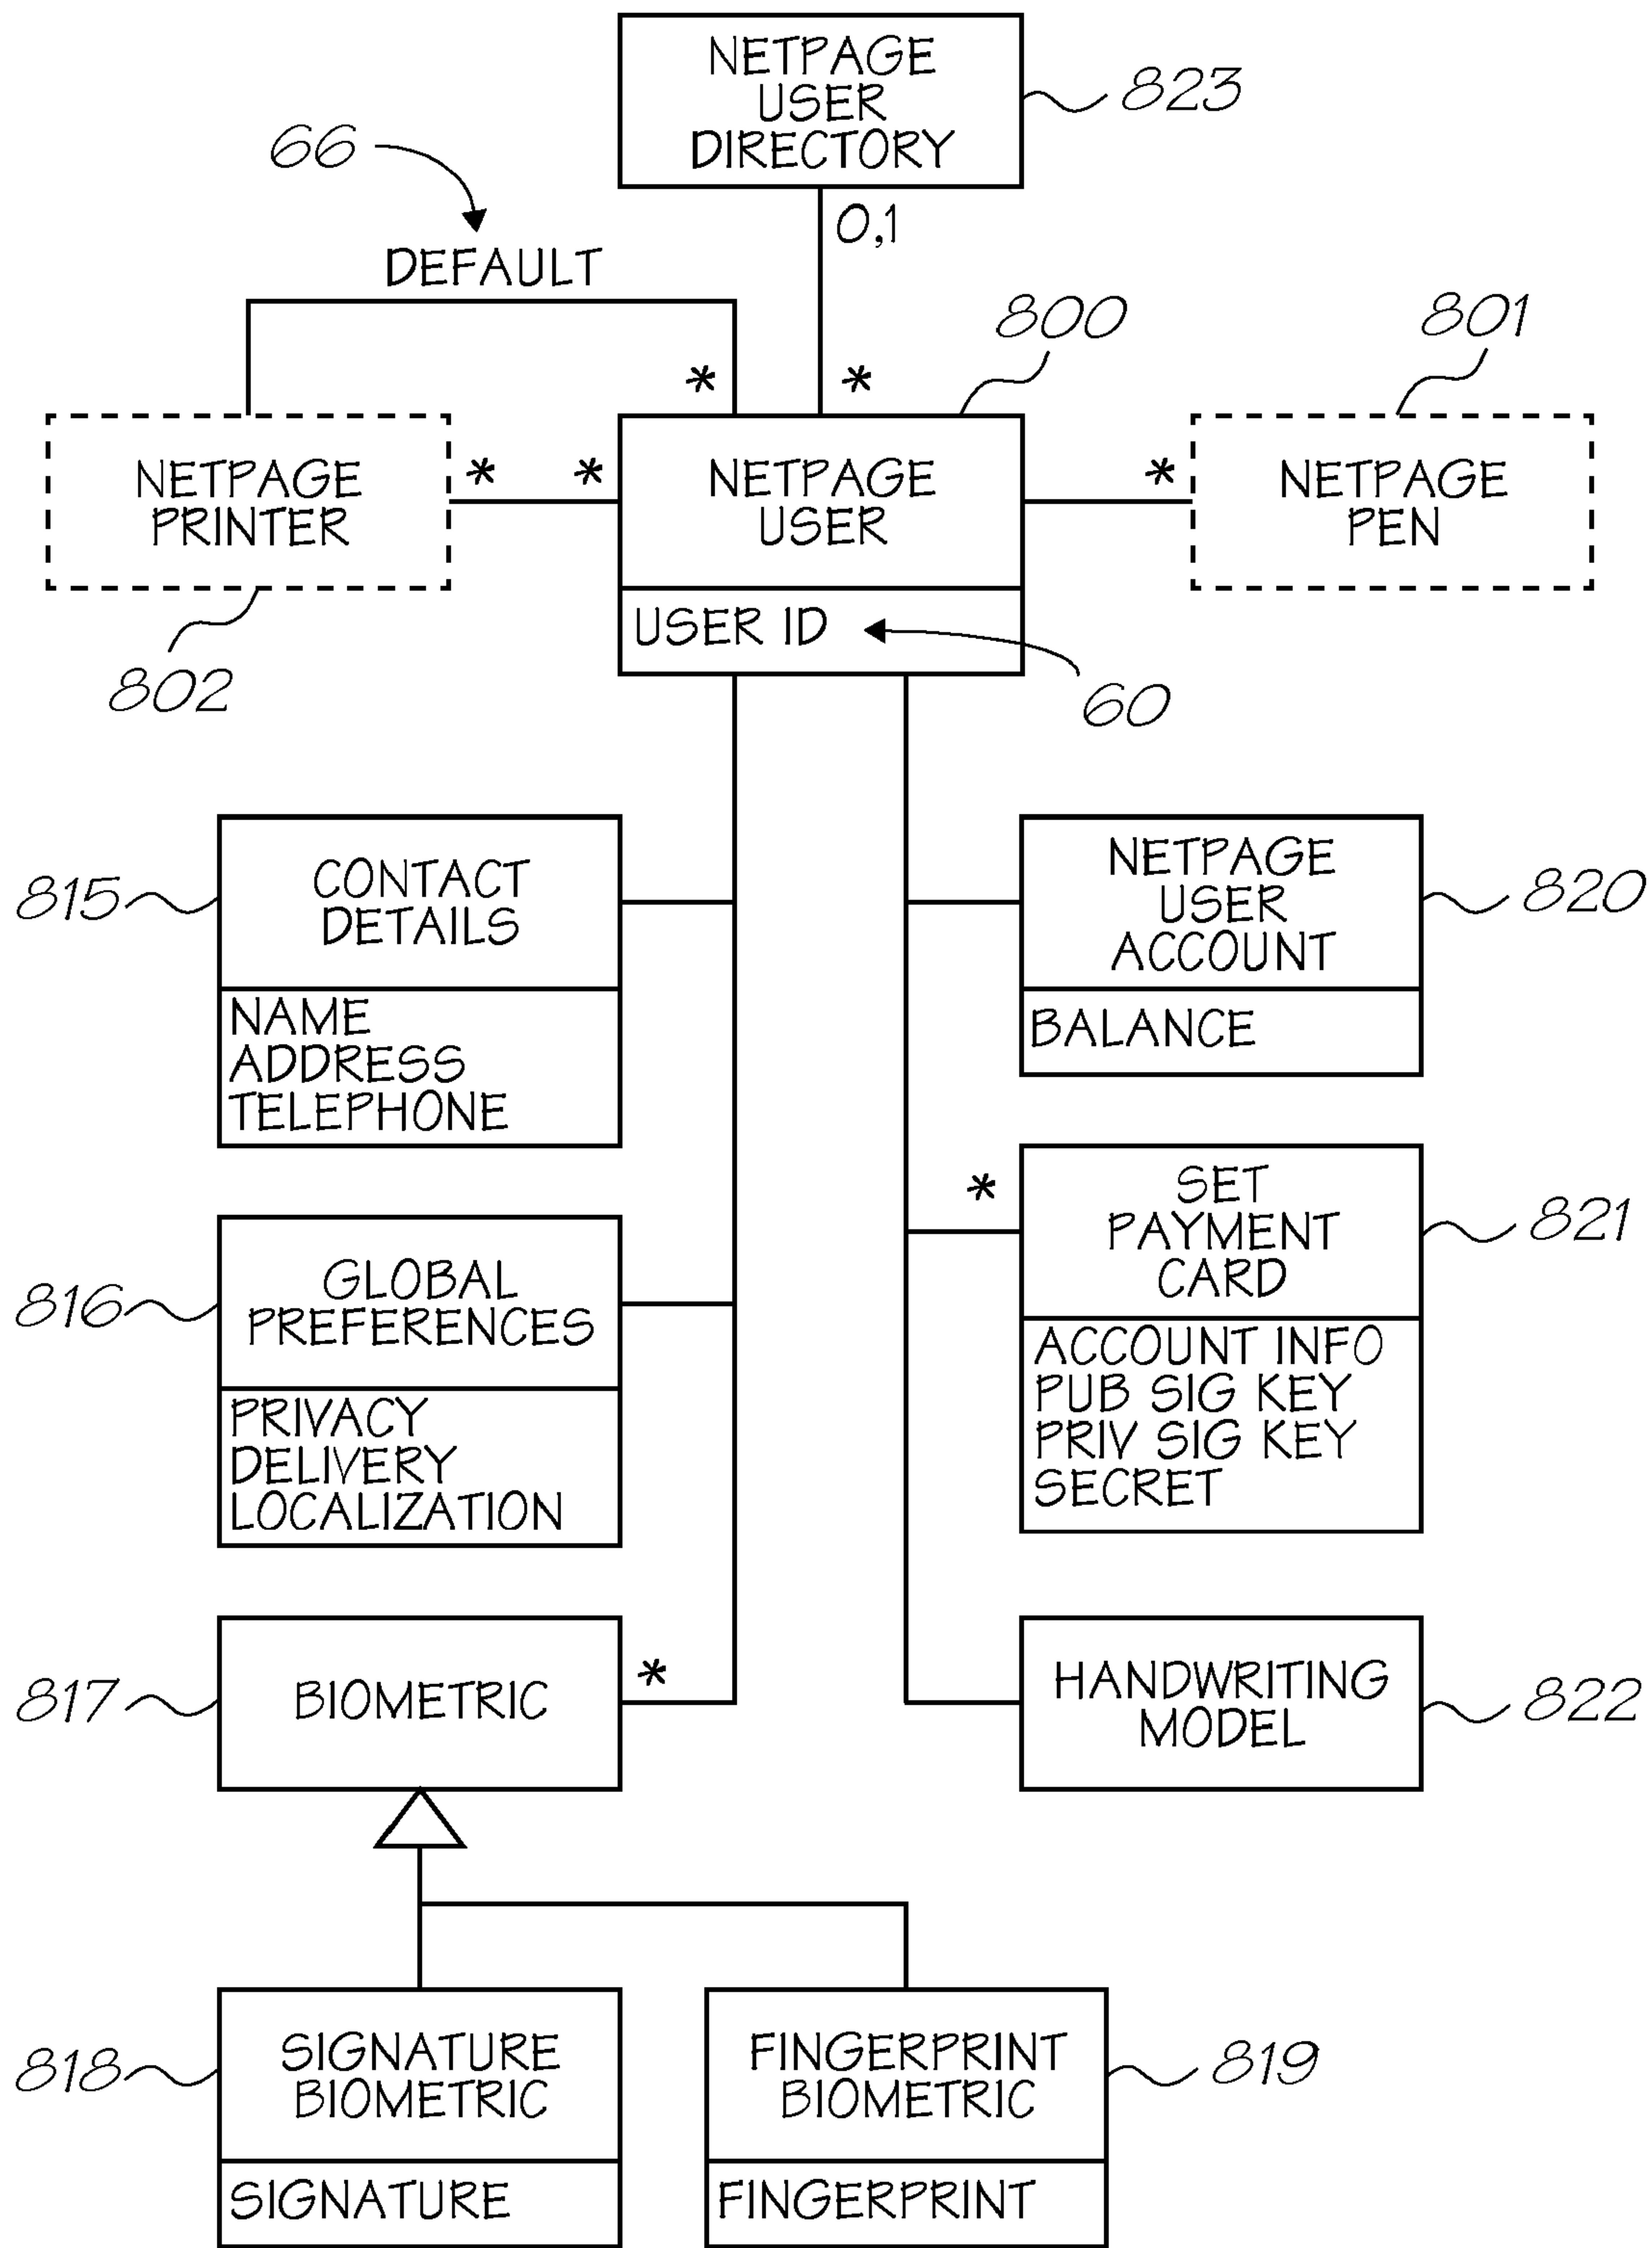 NETPAGE
USER
DIRECTORY
823
66
0,1
DEFAULT
800
801
*
*
NETPAGE
PRINTER
*
*
NETPAGE
USER
*
NETPAGE
PEN
USER ID
802
60
815
CONTACT
DETAILS
NAME
ADDRESS
TELEPHONE
NETPAGE
USER
ACCOUNT
820
BALANCE
816
GLOBAL
PREFERENCES
PRIVACY
DELIVERY
LOCALIZATION
*
SET
PAYMENT
CARD
821
ACCOUNT INFO
PUB SIG KEY
PRIV SIG KEY
SECRET
817
BIOMETRIC
*
HANDWRITING
MODEL
822
818
SIGNATURE
BIOMETRIC
SIGNATURE
FINGERPRINT
BIOMETRIC
819
FINGERPRINT